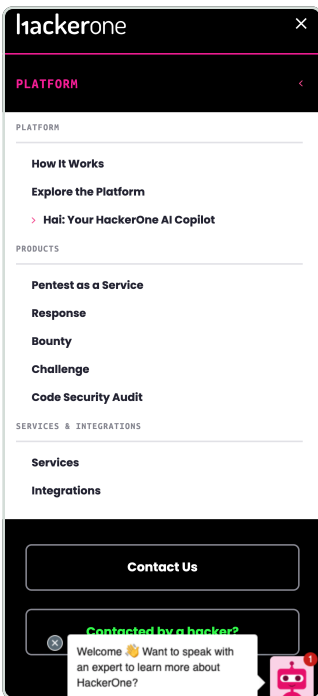 hackerone
PLATFORM
PLATFORM
How It Works
Explore the Platform
Hai: Your HackerOne AI Copilot
PRODUCTS
Pentest as a Service
Response
Bounty
Challenge
Code Security Audit
SERVICES & INTEGRATIONS
Services
Integrations
Contact Us
Contacted by a hacker?
Welcome 👋 Want to speak with
an expert to learn more about
HackerOne?
1